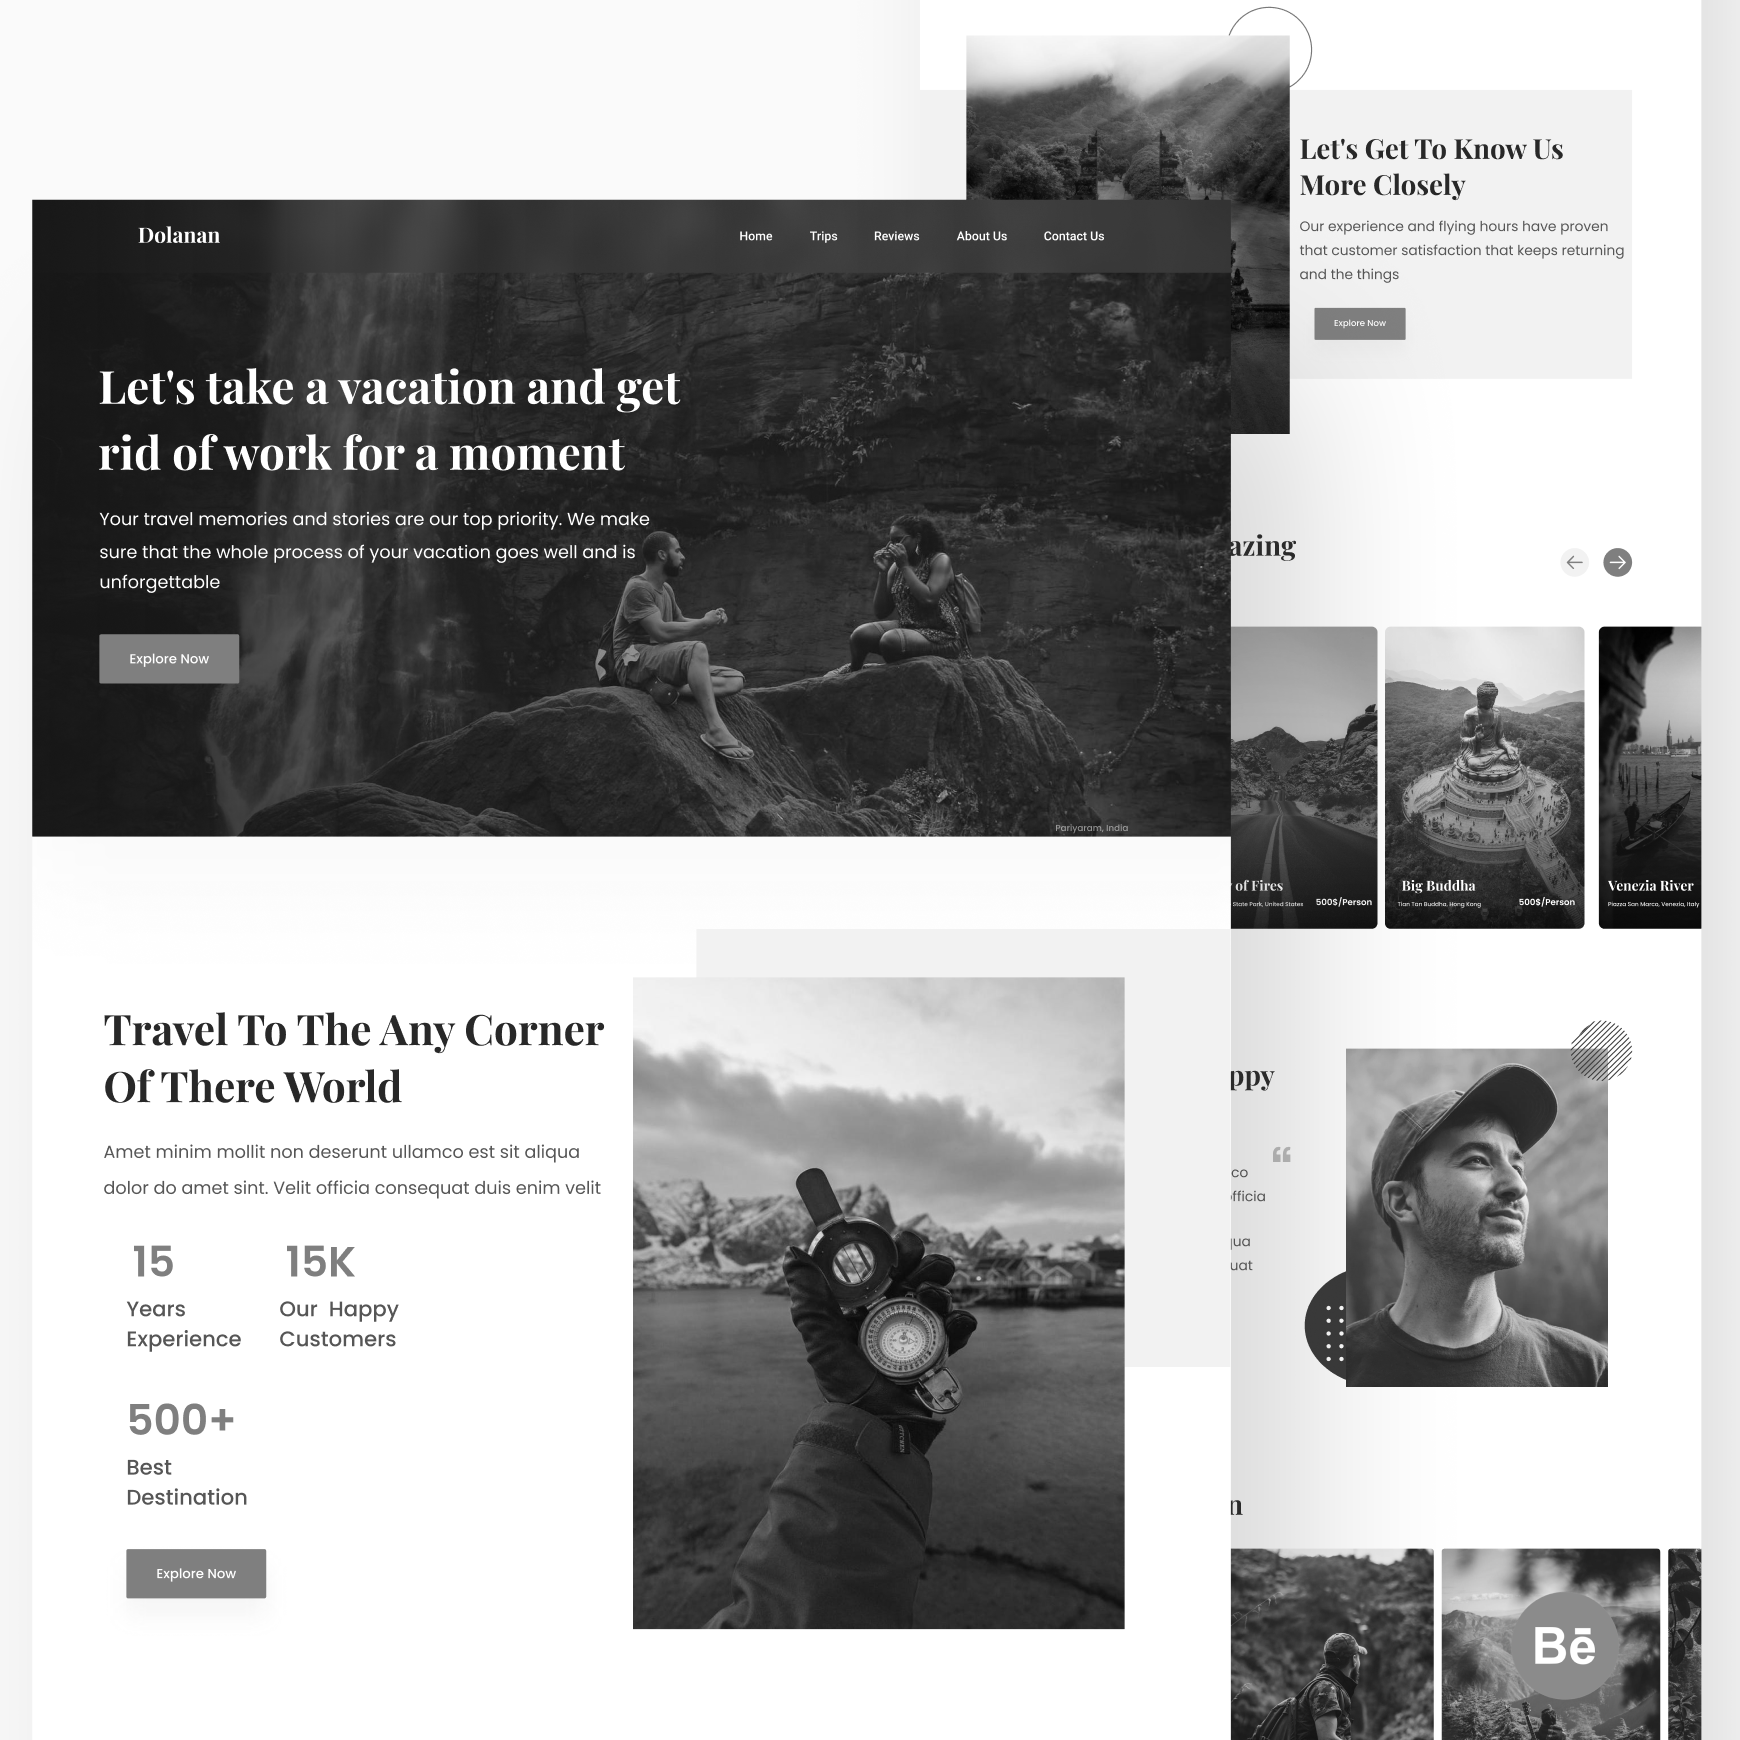 Dolanan
Home Trips Reviews About Us Contact Us
Let's take a vacation and get
rid of work for a moment
Your travel memories and stories are our top priority. We make
sure that the whole process of your vacation goes well and is
unforgettable
Explore Now
Pariyaram, India
Travel To The Any Corner
Of There World
Amet minim mollit non deserunt ullamco est sit aliqua
dolor do amet sint. Velit officia consequat duis enim velit
15
Years
Experience
15K
Our Happy
Customers
500+
Best
Destination
Explore Now
Let's Get To Know Us
More Closely
Our experience and flying hours have proven
that customer satisfaction that keeps returning
and the things
Explore Now
azing
of Fires
State Park, United States
500$/Person
Big Buddha
Tian Tan Buddha, Hong Kong
500$/Person
Venezia River
Piazza San Marco, Venezia, Italy
ppy
“
co
officia
qua
uat
n
Bē